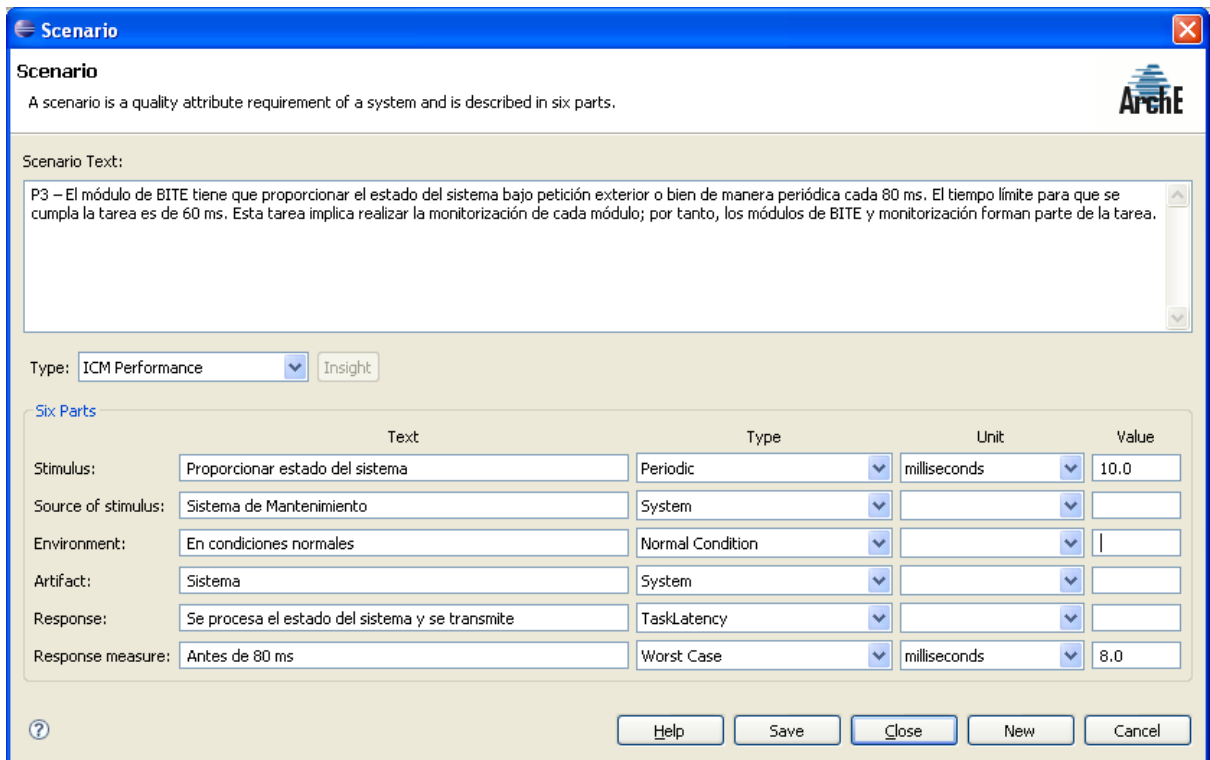 Scenario
Scenario
A scenario is a quality attribute requirement of a system and is described in six parts.
ArchE
Scenario Text:
P3 – El módulo de BITE tiene que proporcionar el estado del sistema bajo petición exterior o bien de manera periódica cada 80 ms. El tiempo límite para que se
cumpla la tarea es de 60 ms. Esta tarea implica realizar la monitorización de cada módulo; por tanto, los módulos de BITE y monitorización forman parte de la tarea.
Type: ICM Performance Insight
Six Parts
Text Type Unit Value
Stimulus: Proporcionar estado del sistema Periodic milliseconds 10.0
Source of stimulus: Sistema de Mantenimiento System
Environment: En condiciones normales Normal Condition
Artifact: Sistema System
Response: Se procesa el estado del sistema y se transmite TaskLatency
Response measure: Antes de 80 ms Worst Case milliseconds 8.0
? Help Save Close New Cancel